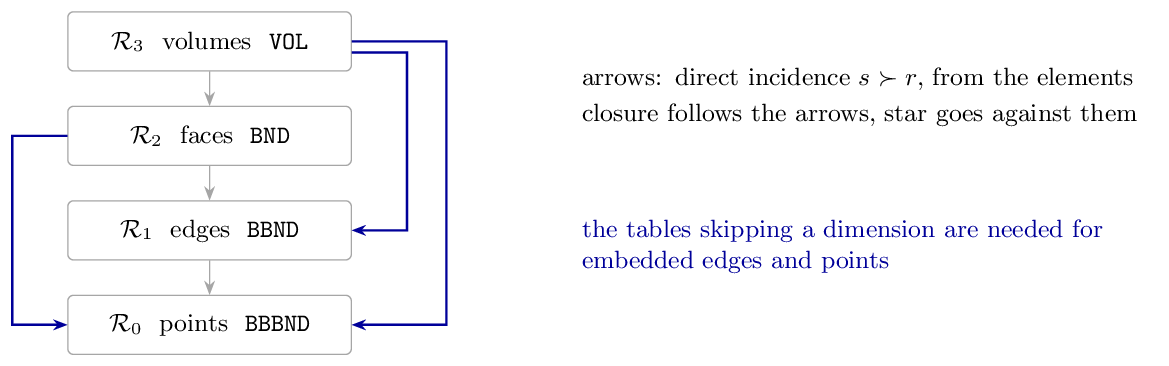 R₃ volumes VOL
R₂ faces BND
R₁ edges BBND
R₀ points BBBND
arrows: direct incidence s ≻ r, from the elements
closure follows the arrows, star goes against them
the tables skipping a dimension are needed for
embedded edges and points